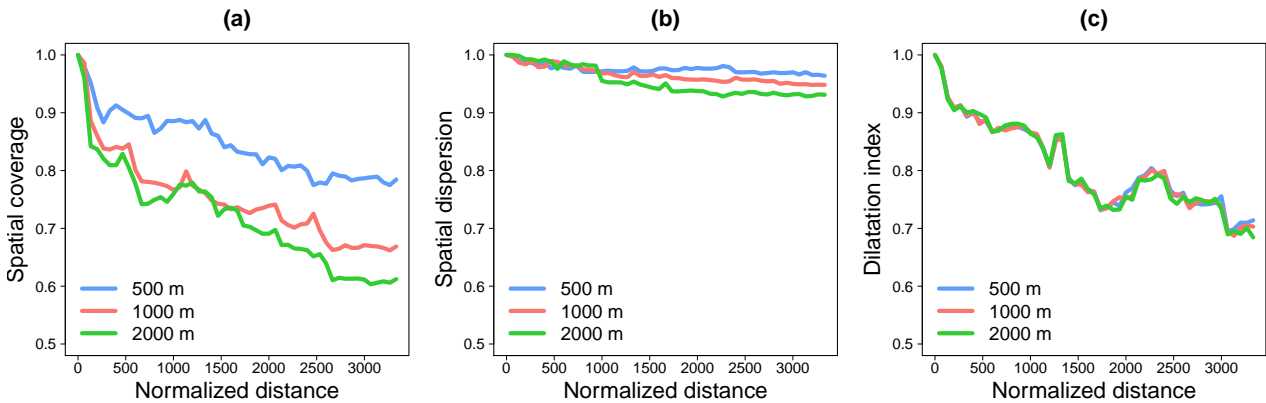 (a)
Spatial coverage
1.0
0.9
0.8
0.7
0.6
0.5
500 m
1000 m
2000 m
0 500 1000 1500 2000 2500 3000
Normalized distance
(b)
Spatial dispersion
1.0
0.9
0.8
0.7
0.6
0.5
500 m
1000 m
2000 m
0 500 1000 1500 2000 2500 3000
Normalized distance
(c)
Dilatation index
1.0
0.9
0.8
0.7
0.6
0.5
500 m
1000 m
2000 m
0 500 1000 1500 2000 2500 3000
Normalized distance